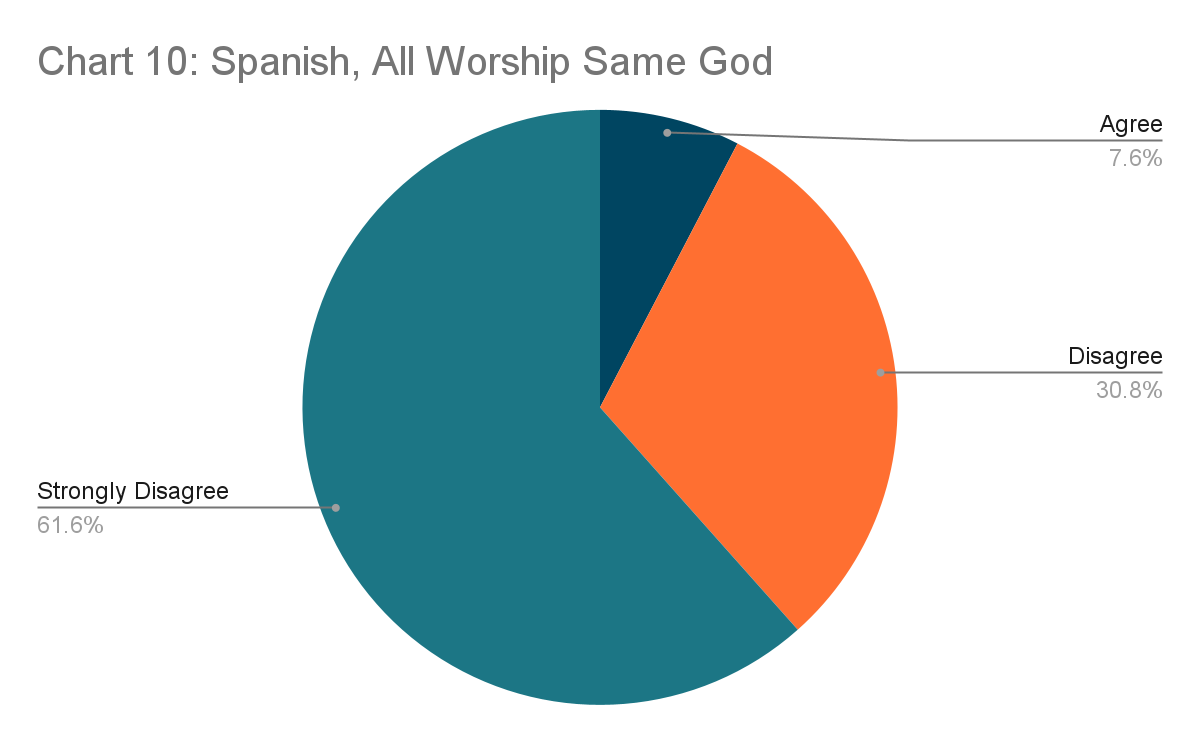 Chart 10: Spanish, All Worship Same God
Agree
7.6%
Disagree
30.8%
Strongly Disagree
61.6%